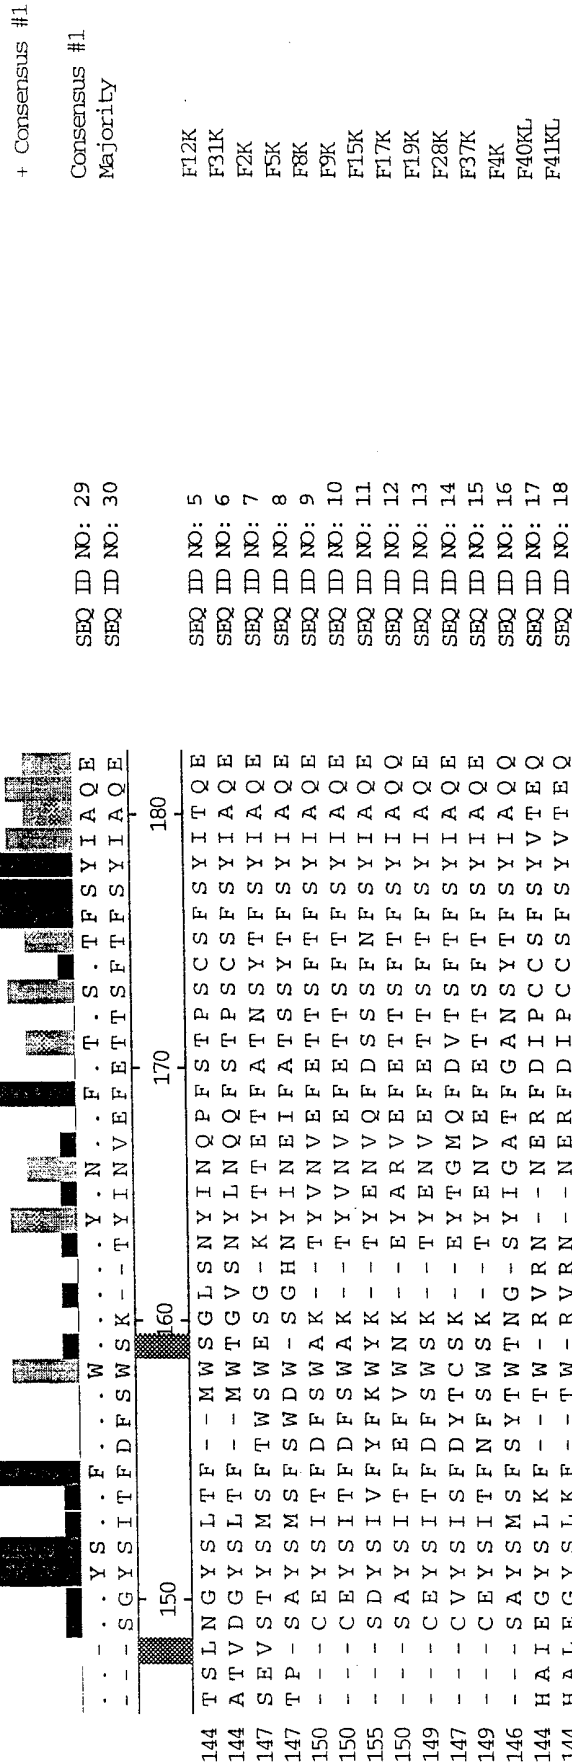 + Consensus #1
- . . . Y S . . F . . . . W . . . . . Y . N . . F . T . S . T F S Y I A Q E SEQ ID NO: 29 Consensus #1
- - - S G Y S I T F D F S W S K - - T Y I N V E F E T T S F T F S Y I A Q E SEQ ID NO: 30 Majority
150 160 170 180
144 T S L N G Y S L T F - - M W S G L S N Y I N Q P F S T P S C S F S Y I T Q E SEQ ID NO: 5 F12K
144 A T V D G Y S L T F - - M W T G V S N Y L N Q Q F S T P S C S F S Y I A Q E SEQ ID NO: 6 F31K
147 S E V S T Y S M S F T W S W E S G - K Y T T E T F A T N S Y T F S Y I A Q E SEQ ID NO: 7 F2K
147 T P - S A Y S M S F S W D W - S G H N Y I N E I F A T S S Y T F S Y I A Q E SEQ ID NO: 8 F5K
150 - - - C E Y S I T F D F S W A K - - T Y V N V E F E T T S F T F S Y I A Q E SEQ ID NO: 9 F8K
150 - - - C E Y S I T F D F S W A K - - T Y V N V E F E T T S F T F S Y I A Q E SEQ ID NO: 10 F9K
155 - - - S D Y S I V F Y F K W Y K - - T Y E N V Q F D S S S F N F S Y I A Q E SEQ ID NO: 11 F15K
150 - - - S A Y S I T F E F V W N K - - E Y A R V E F E T T S F T F S Y I A Q Q SEQ ID NO: 12 F17K
149 - - - C E Y S I T F D F S W S K - - T Y E N V E F E T T S F T F S Y I A Q E SEQ ID NO: 13 F19K
147 - - - C V Y S I S F D Y T C S K - - E Y T G M Q F D V T S F T F S Y I A Q E SEQ ID NO: 14 F28K
149 - - - C E Y S I T F N F S W S K - - T Y E N V E F E T T S F T F S Y I A Q E SEQ ID NO: 15 F37K
146 - - - S A Y S M S F S Y T W T N G - S Y I G A T F G A N S Y T F S Y I A Q Q SEQ ID NO: 16 F4K
144 H A I E G Y S L K F - - T W - R V R N - - N E R F D I P C C S F S Y V T E Q SEQ ID NO: 17 F40KL
144 H A L E G Y S L K F - - T W - R V R N - - N E R F D I P C C S F S Y V T E Q SEQ ID NO: 18 F41KL